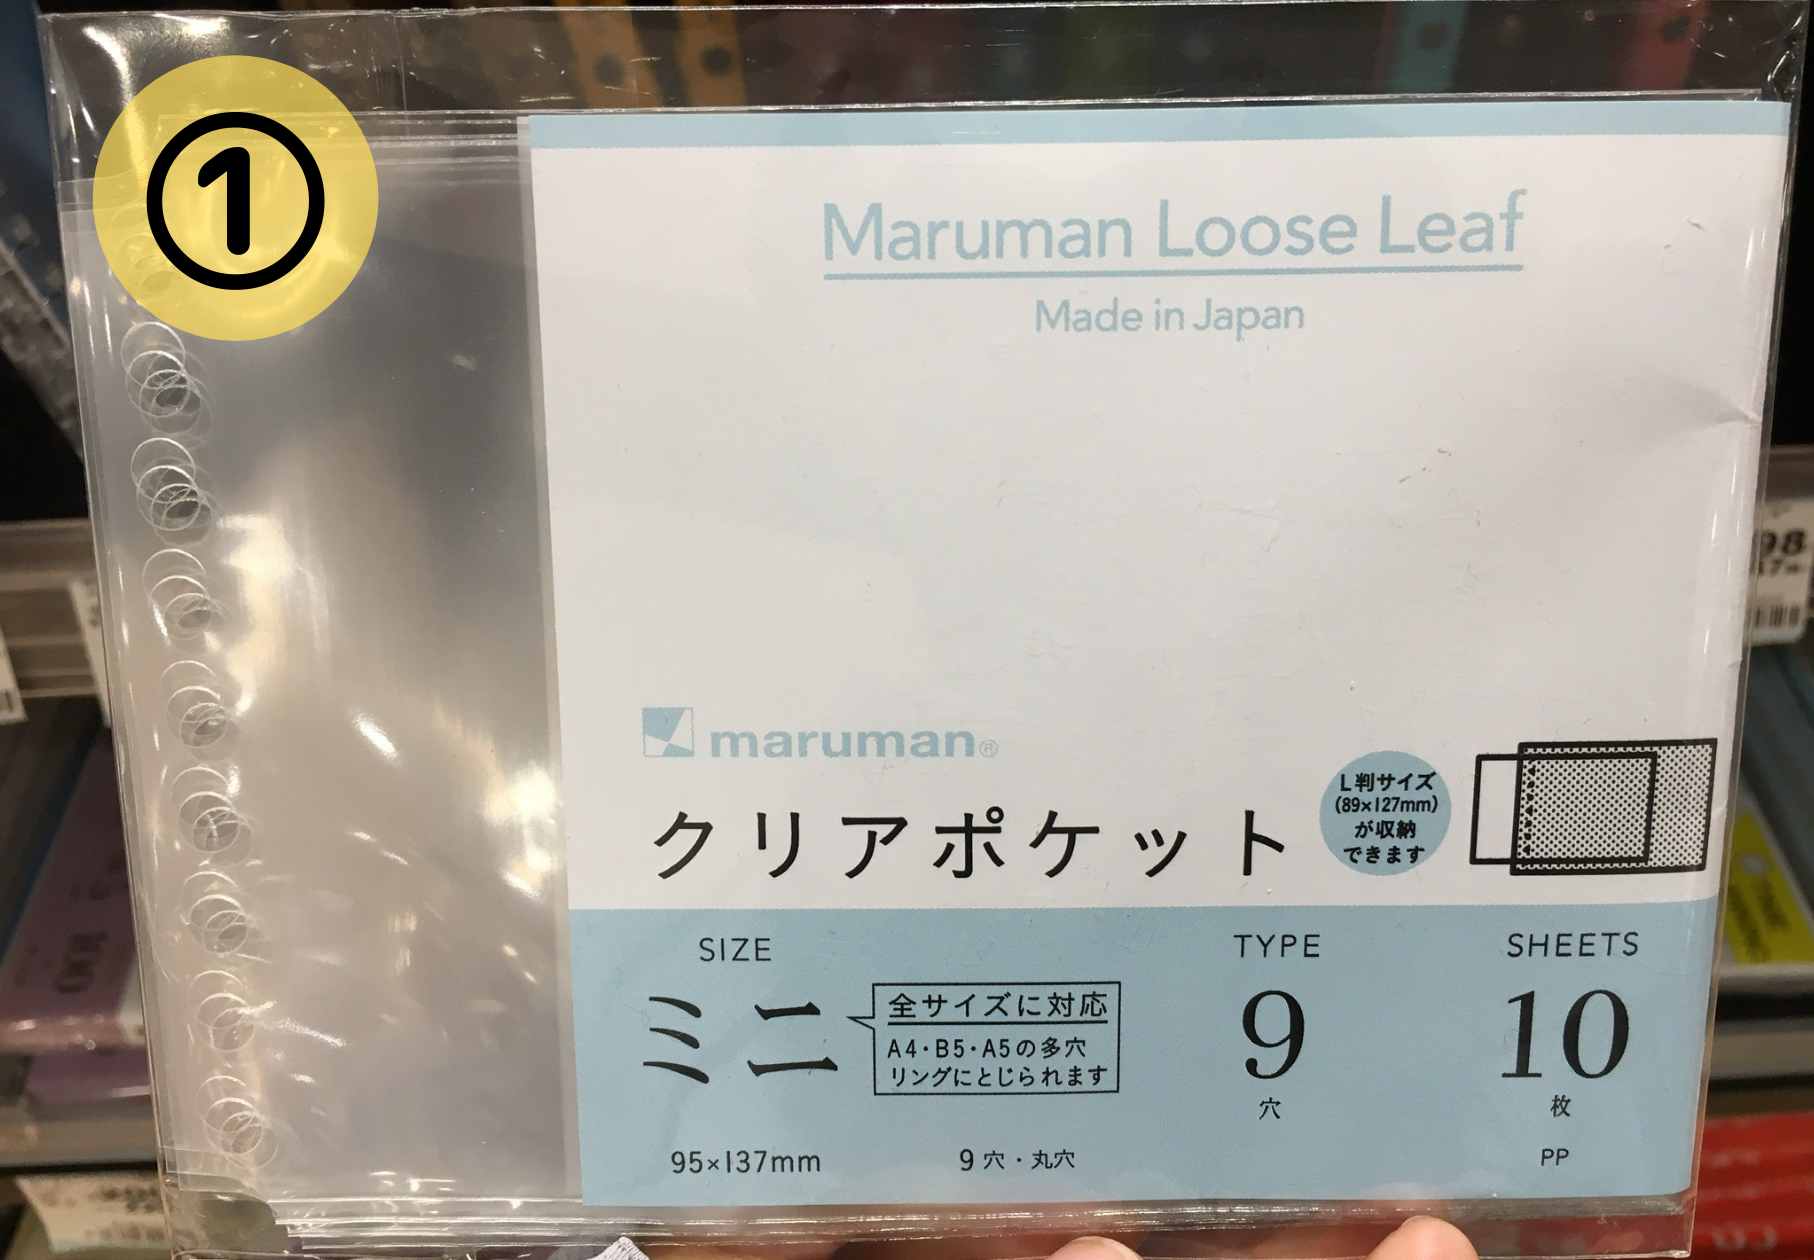 ①
Maruman Loose Leaf
Made in Japan
maruman®
クリアポケット
L判サイズ
(89×127mm)
が収納
できます
SIZE
ミニ
全サイズに対応
A4・B5・A5の多穴
リングにとじられます
95×137mm
9穴・丸穴
TYPE
9
穴
SHEETS
10
枚
PP
98